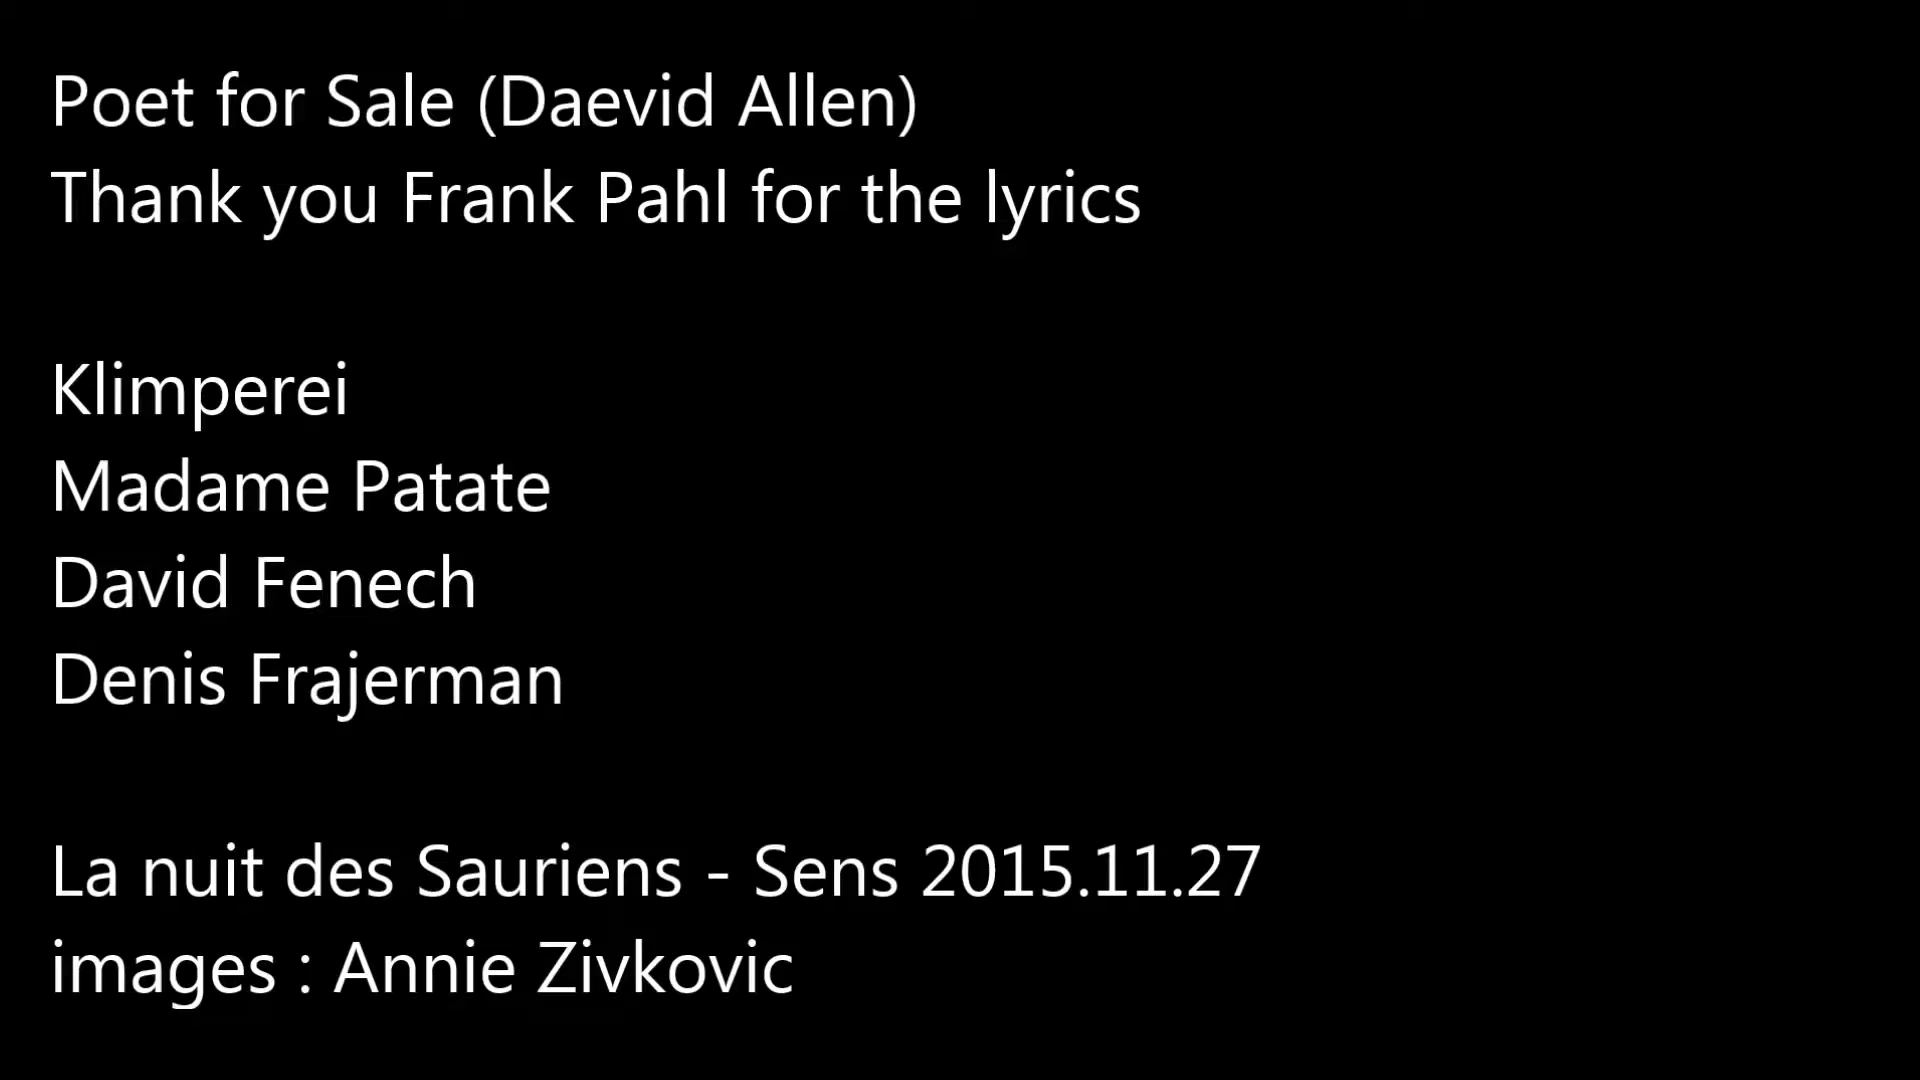 Poet for Sale (Daevid Allen)
Thank you Frank Pahl for the lyrics
Klimperei
Madame Patate
David Fenech
Denis Frajerman
La nuit des Sauriens - Sens 2015.11.27
images : Annie Zivkovic